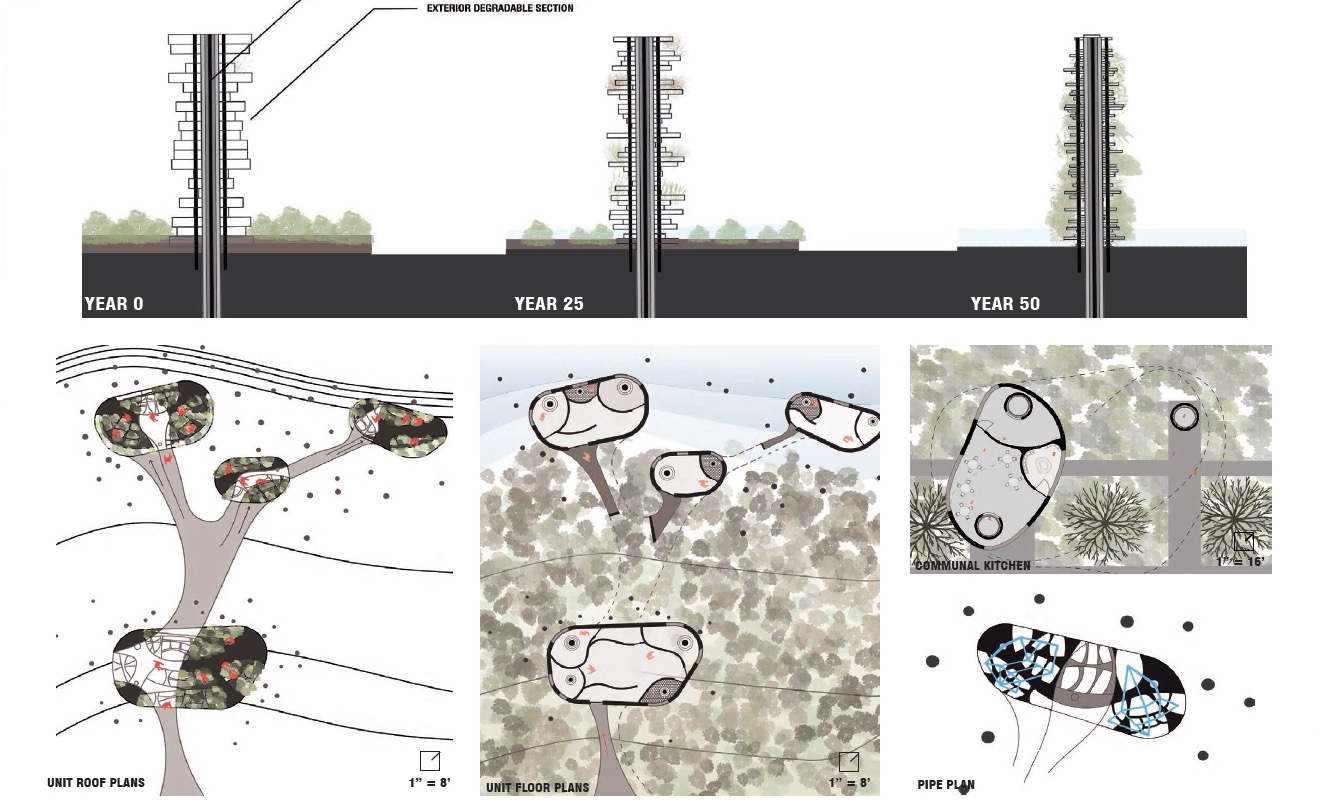 EXTERIOR DEGRADABLE SECTION
YEAR 0
YEAR 25
YEAR 50
COMMUNAL KITCHEN
1” = 16’
UNIT ROOF PLANS
1” = 8’
UNIT FLOOR PLANS
1” = 8’
PIPE PLAN